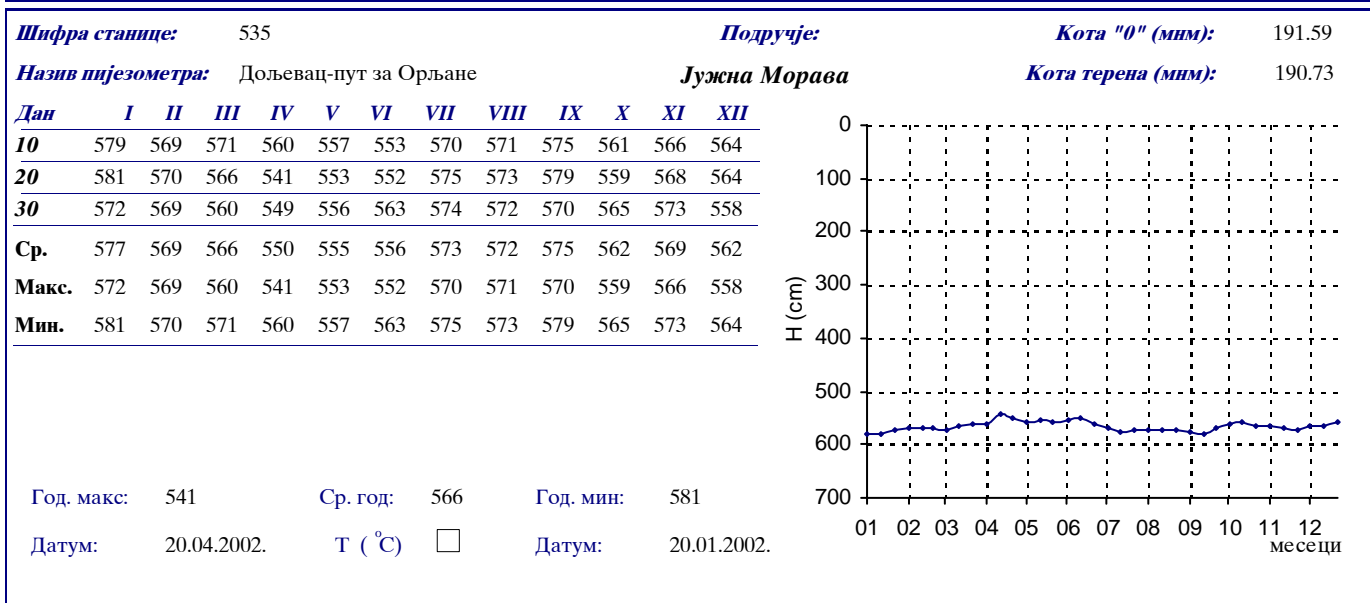 Шифра станице: 535 Подручје: Кота "0" (мнм): 191.59
Назив пијезометра: Дољевац-пут за Орљане Јужна Морава Кота терена (мнм): 190.73
Дан I II III IV V VI VII VIII IX X XI XII
10 579 569 571 560 557 553 570 571 575 561 566 564
20 581 570 566 541 553 552 575 573 579 559 568 564
30 572 569 560 549 556 563 574 572 570 565 573 558
Ср. 577 569 566 550 555 556 573 572 575 562 569 562
Макс. 572 569 560 541 553 552 570 571 570 559 566 558
Мин. 581 570 571 560 557 563 575 573 579 565 573 564
0
100
200
300
400
500
600
700
H (cm)
01 02 03 04 05 06 07 08 09 10 11 12
месеци
Год. макс: 541 Ср. год: 566 Год. мин: 581
Датум: 20.04.2002. T ( °C) Датум: 20.01.2002.